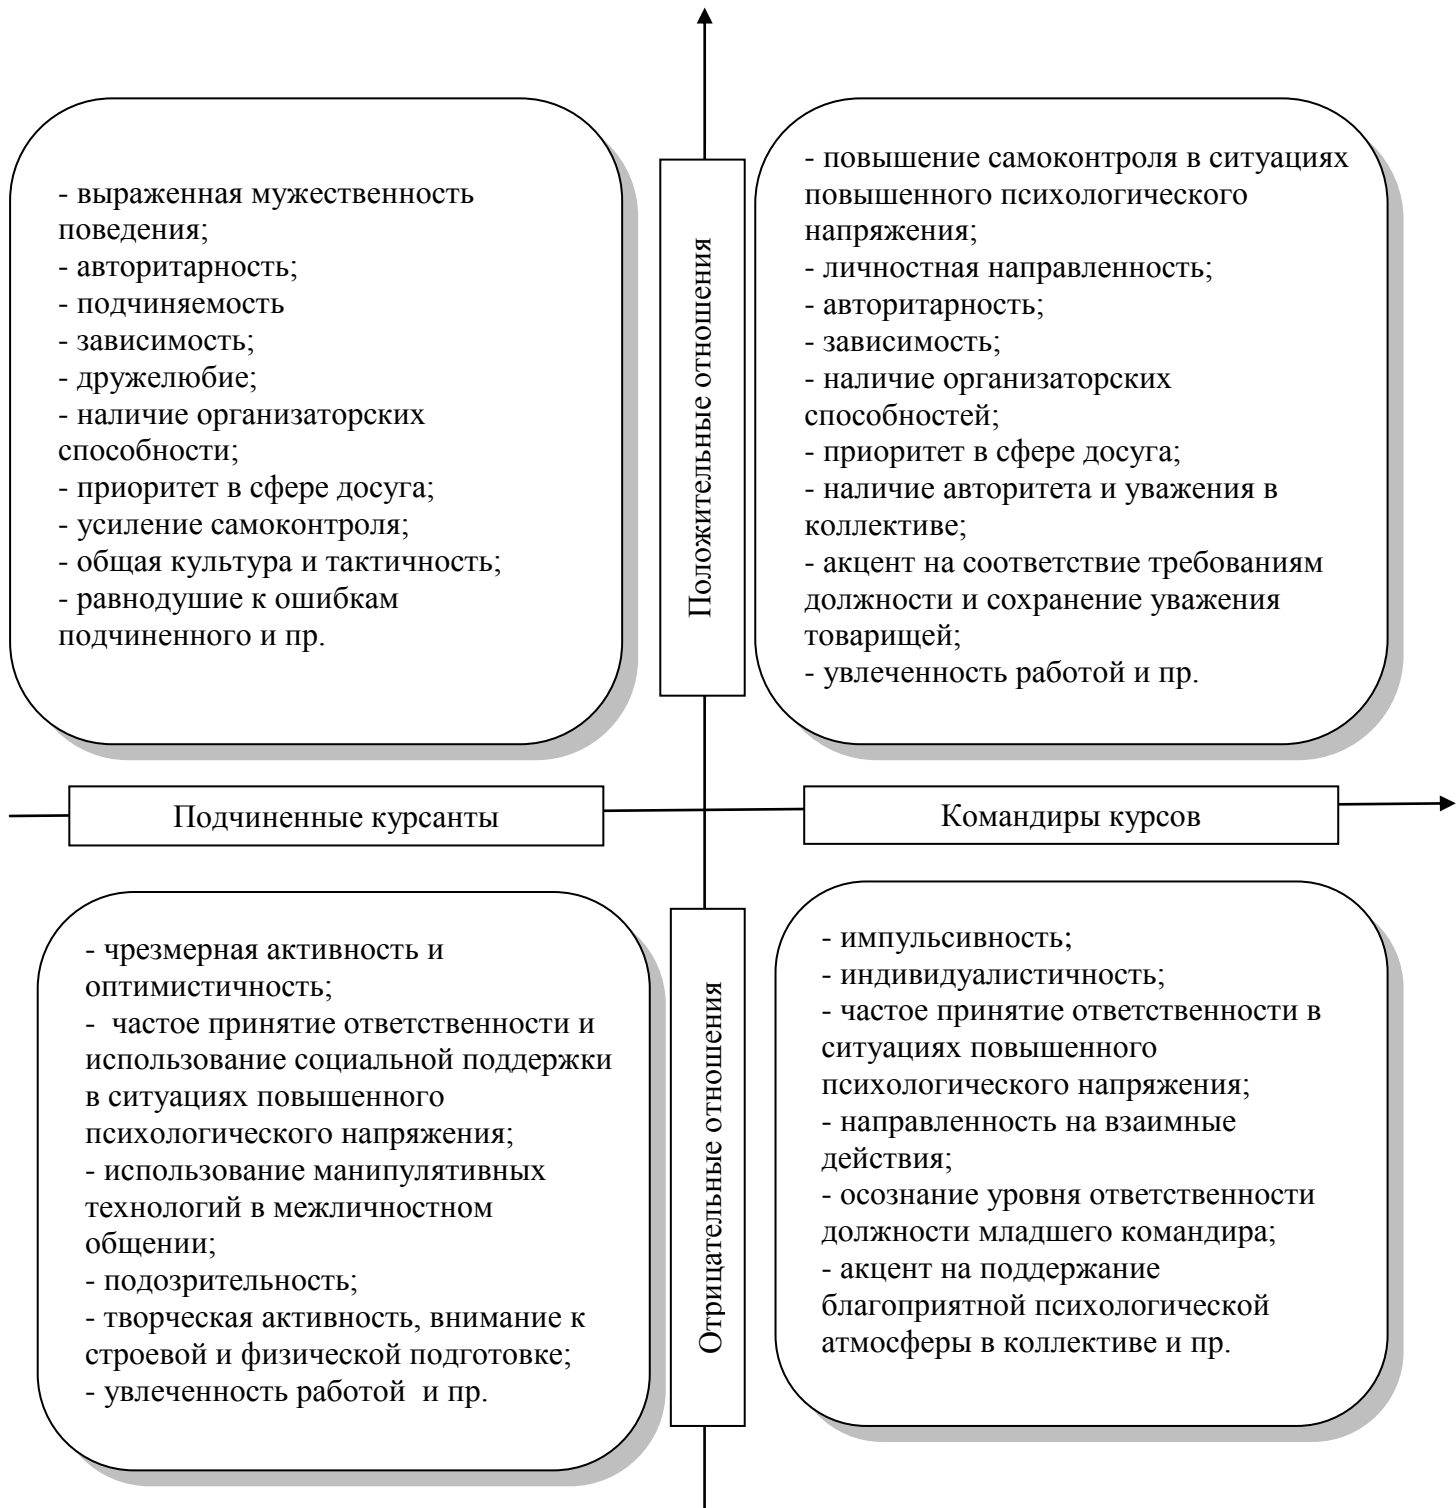 - выраженная мужественность
поведения;
- авторитарность;
- подчиняемость
- зависимость;
- дружелюбие;
- наличие организаторских
способности;
- приоритет в сфере досуга;
- усиление самоконтроля;
- общая культура и тактичность;
- равнодушие к ошибкам
подчиненного и пр.
Положительные отношения
- повышение самоконтроля в ситуациях
повышенного психологического
напряжения;
- личностная направленность;
- авторитарность;
- зависимость;
- наличие организаторских
способностей;
- приоритет в сфере досуга;
- наличие авторитета и уважения в
коллективе;
- акцент на соответствие требованиям
должности и сохранение уважения
товарищей;
- увлеченность работой и пр.
Подчиненные курсанты
Командиры курсов
- чрезмерная активность и
оптимистичность;
- частое принятие ответственности и
использование социальной поддержки
в ситуациях повышенного
психологического напряжения;
- использование манипулятивных
технологий в межличностном
общении;
- подозрительность;
- творческая активность, внимание к
строевой и физической подготовке;
- увлеченность работой и пр.
Отрицательные отношения
- импульсивность;
- индивидуалистичность;
- частое принятие ответственности в
ситуациях повышенного
психологического напряжения;
- направленность на взаимные
действия;
- осознание уровня ответственности
должности младшего командира;
- акцент на поддержание
благоприятной психологической
атмосферы в коллективе и пр.